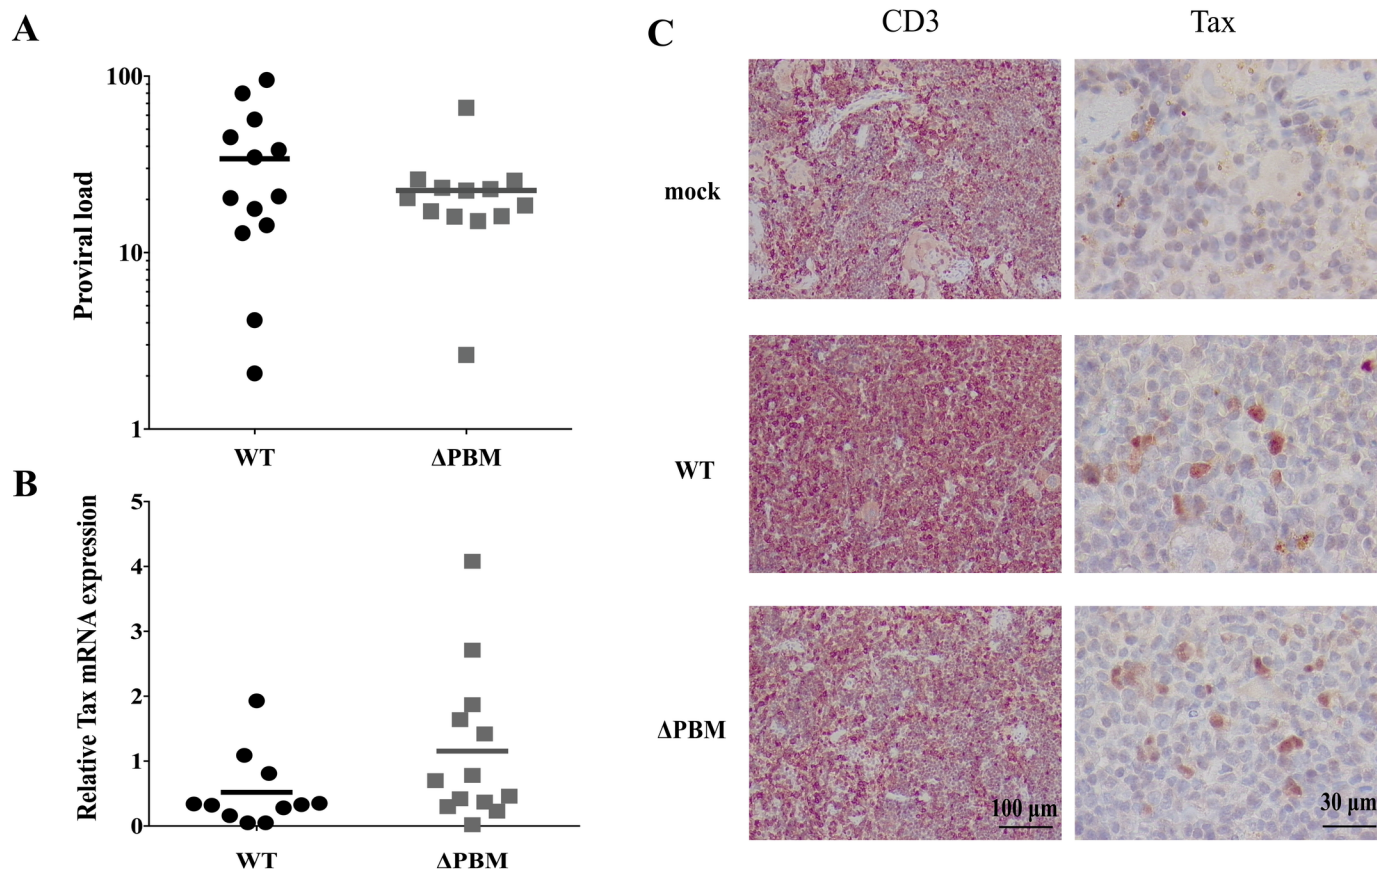 A
Proviral load
100
10
1
WT
ΔPBM
B
Relative Tax mRNA expression
5
4
3
2
1
0
WT
ΔPBM
C
CD3
Tax
mock
WT
ΔPBM
100 µm
30 µm